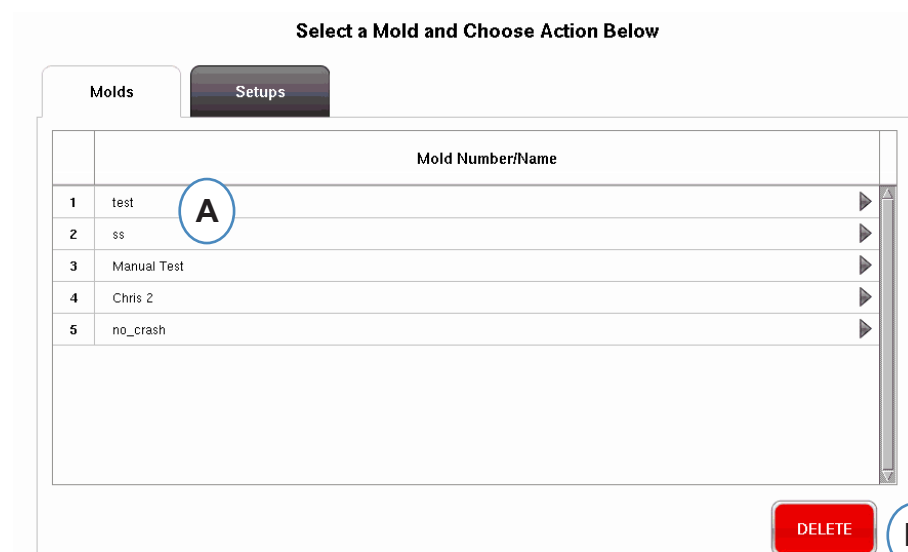 Select a Mold and Choose Action Below
Molds Setups
Mold Number/Name
1 test
A
2 ss
3 Manual Test
4 Chris 2
5 no_crash
DELETE